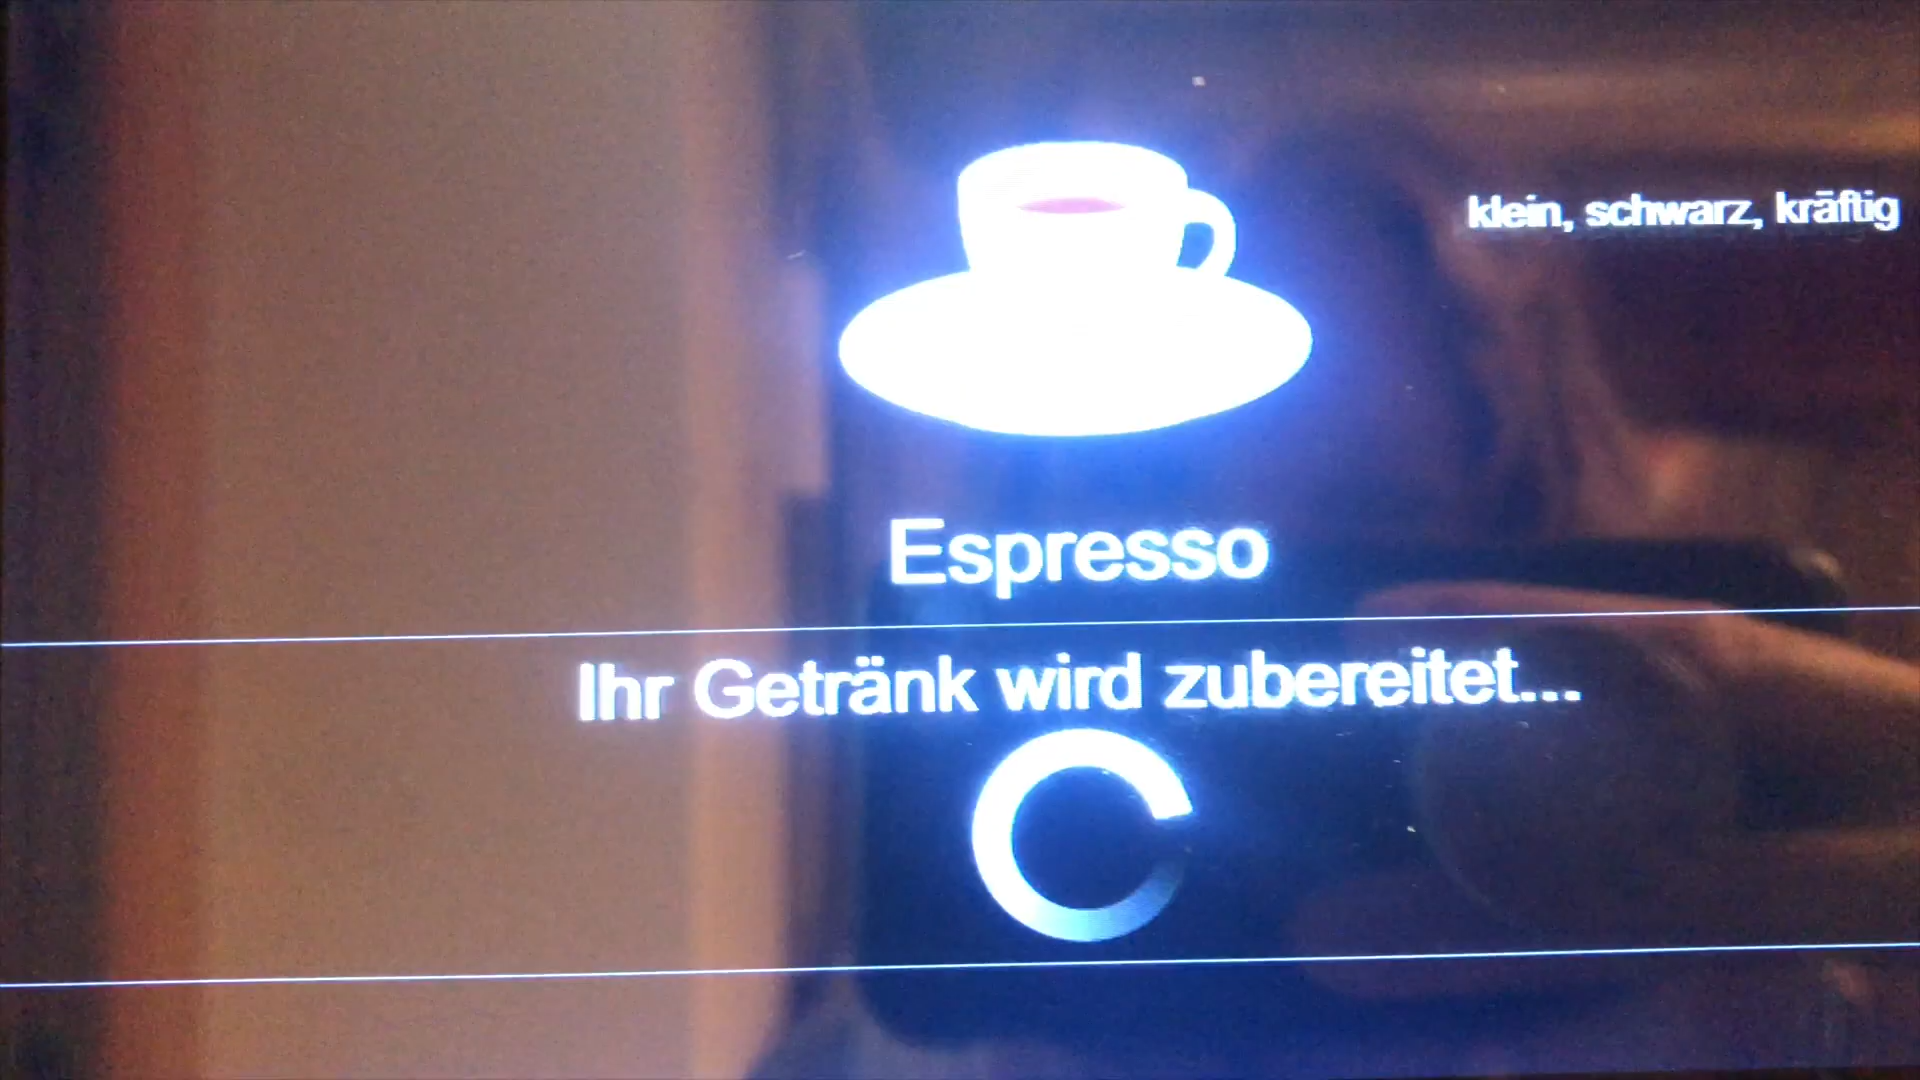 klein, schwarz, kräftig
Espresso
Ihr Getränk wird zubereitet...